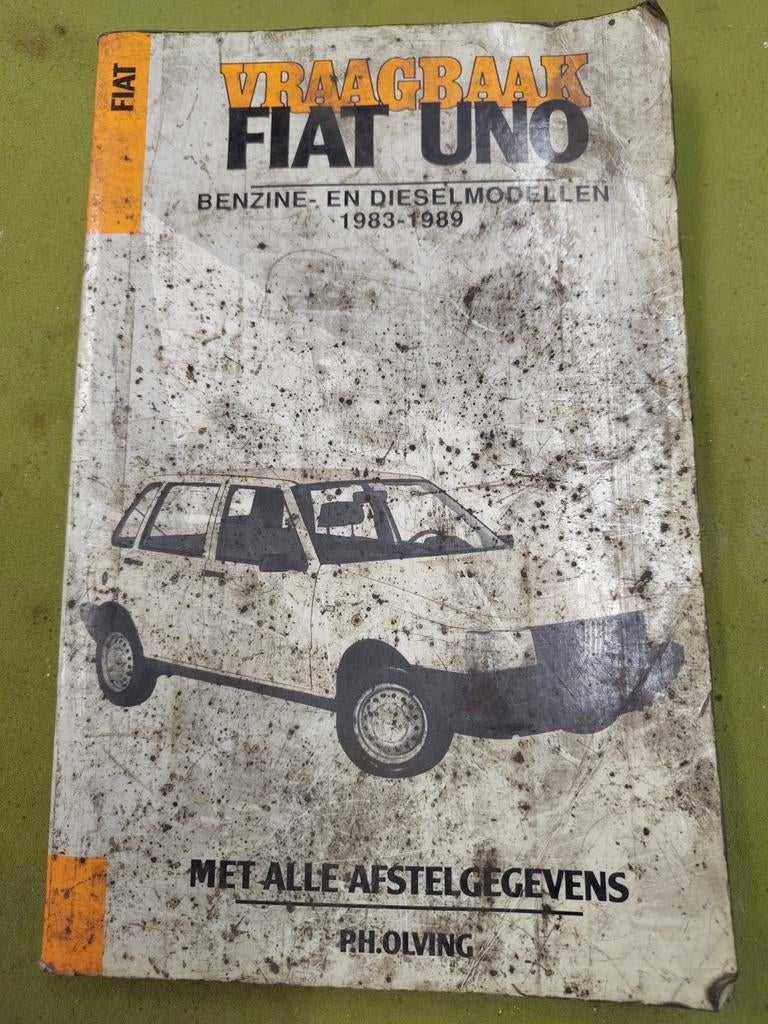 FIAT
VRAAGBAAK
FIAT UNO
BENZINE- EN DIESELMODELLEN
1983-1989
MET ALLE AFSTELGEGEVENS
P.H.OLVING